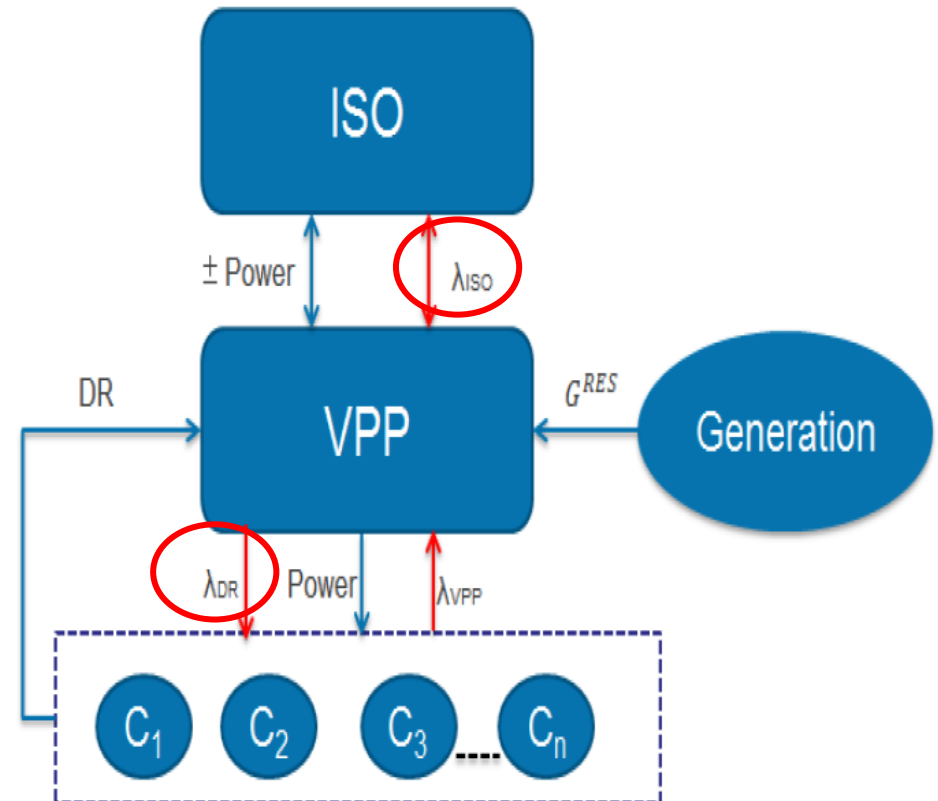 ISO
± Power
λISO
DR
VPP
G^RES
Generation
λDR
Power
λVPP
C₁
C₂
C₃
Cₙ